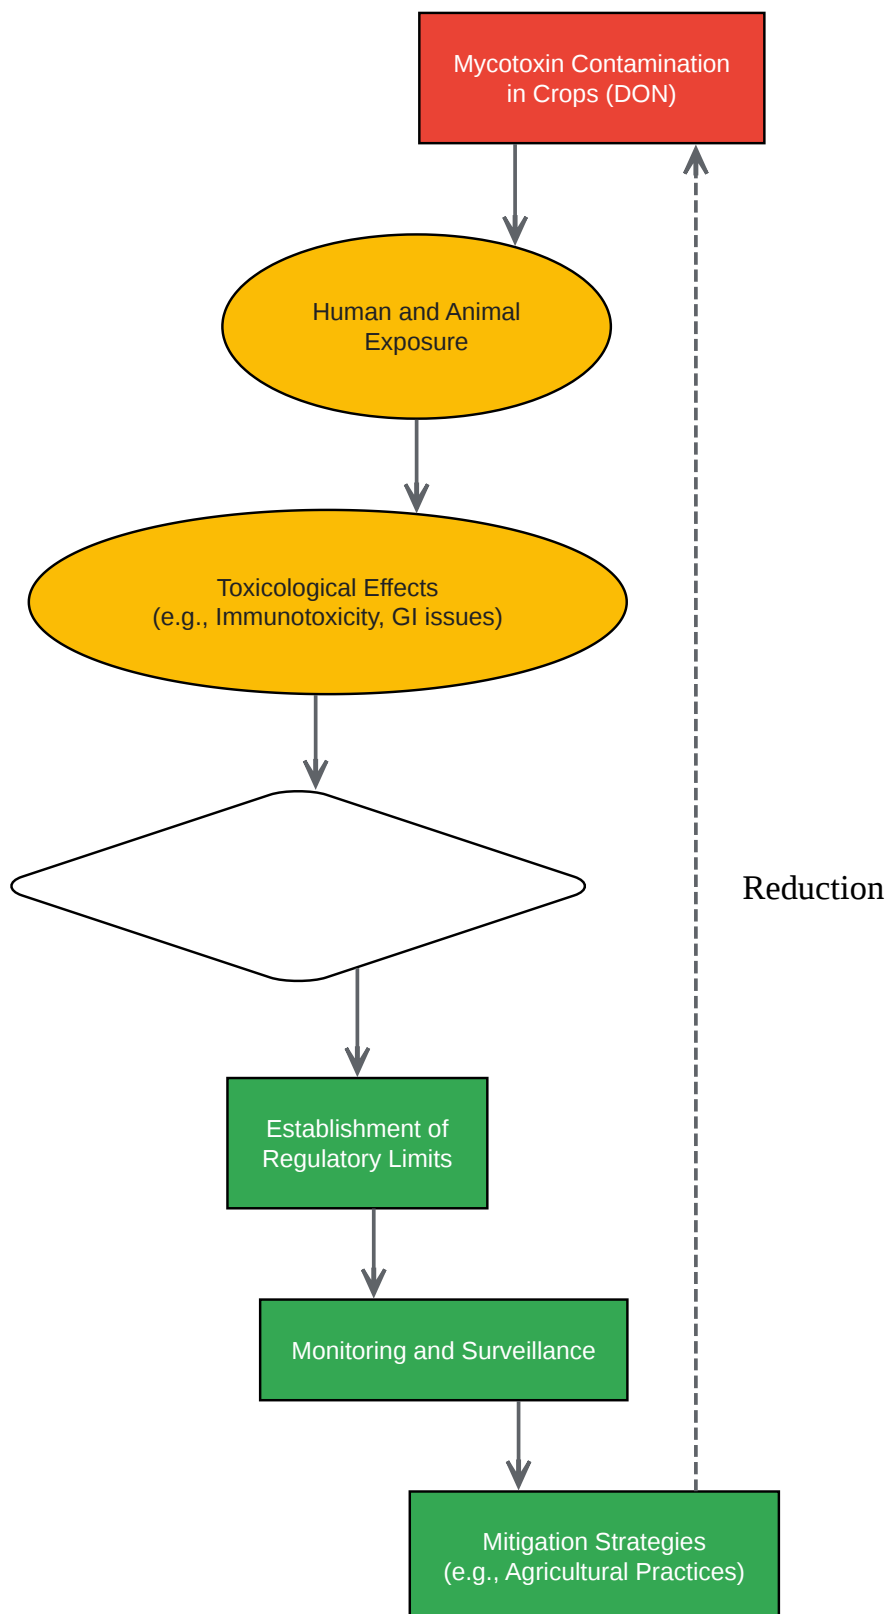 Mycotoxin Contamination
in Crops (DON)
Human and Animal
Exposure
Toxicological Effects
(e.g., Immunotoxicity, GI issues)
Reduction
Establishment of
Regulatory Limits
Monitoring and Surveillance
Mitigation Strategies
(e.g., Agricultural Practices)